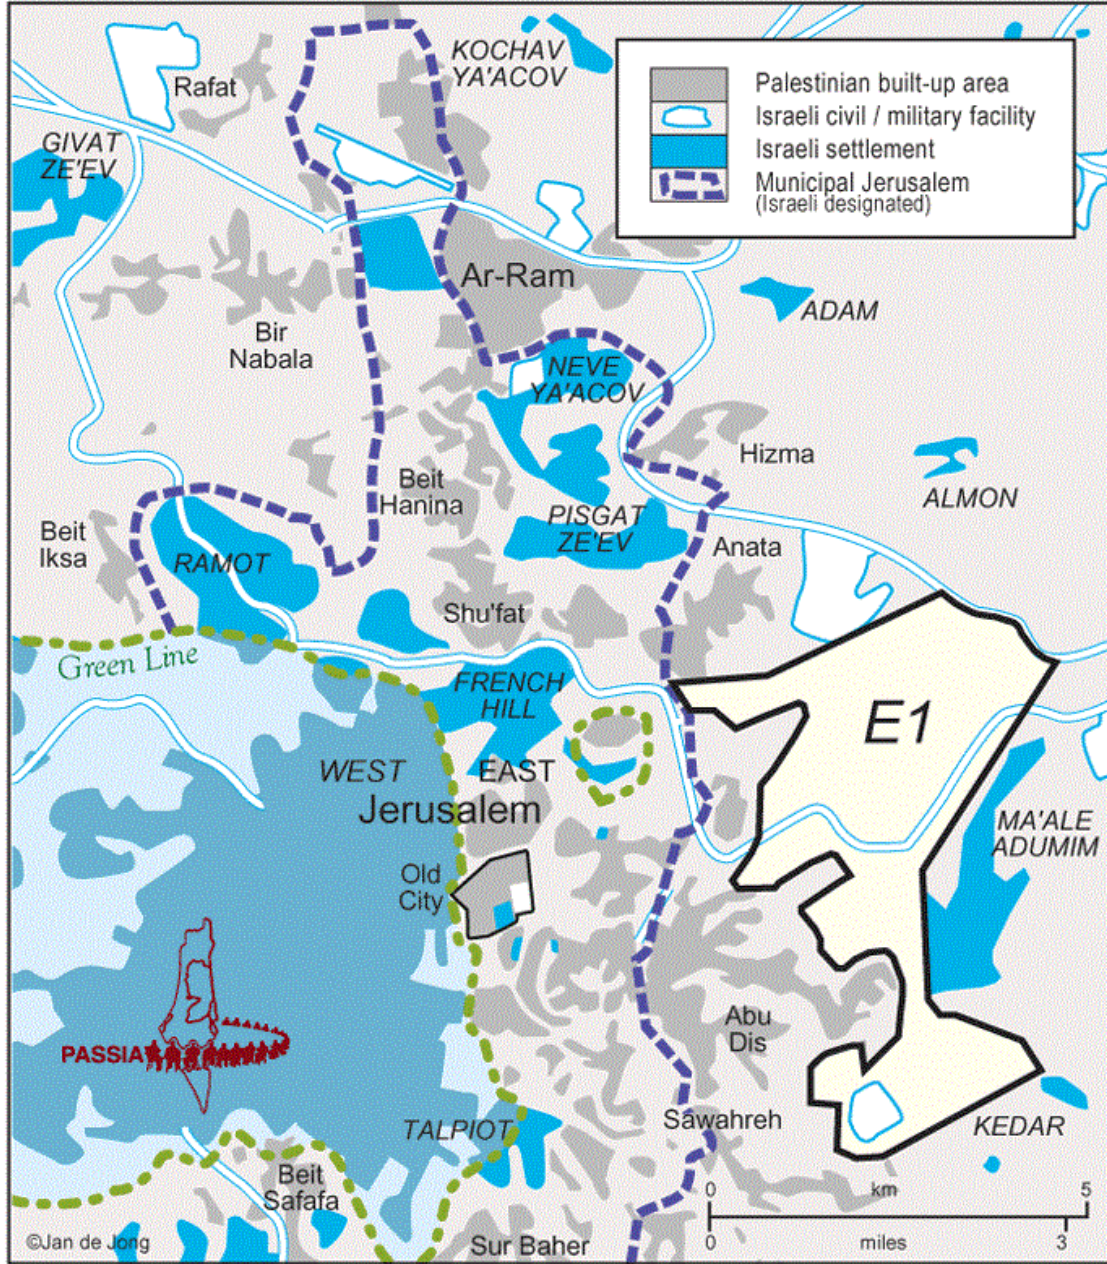 KOCHAV
YA'ACOV
Rafat
GIVAT
ZE'EV
Palestinian built-up area
Israeli civil / military facility
Israeli settlement
Municipal Jerusalem
(Israeli designated)
Ar-Ram
ADAM
Bir
Nabala
NEVE
YA'ACOV
Hizma
Beit
Hanina
ALMON
PISGAT
ZE'EV
Beit
Iksa
Anata
RAMOT
Shu'fat
Green Line
FRENCH
HILL
E1
WEST
EAST
Jerusalem
MA'ALE
ADUMIM
Old
City
Abu
Dis
PASSIA
TALPIOT
Sawahreh
KEDAR
Beit
Safafa
0 km 5
0 miles 3
©Jan de Jong
Sur Baher